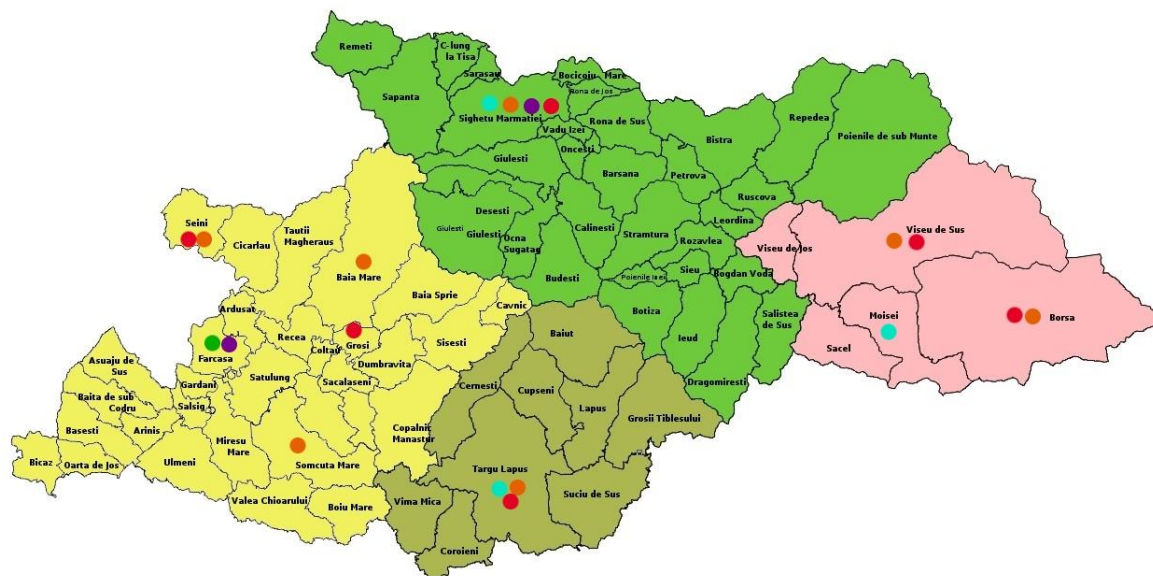 Remeti
C-lung
la Tisa
Sarasau
Sapanta
Bocicoiu Mare
Rona de Jos
Sighetu Marmatiei
Rona de Sus
Vadu Izei
Oncesti
Giulesti
Barsana
Bistra
Repedea
Poienile de sub Munte
Petrova
Ruscova
Leordina
Desesti
Giulesti
Giulesti
Ocna
Sugatag
Calinesti
Stramtura
Rozavlea
Budesti
Poienile Izei
Sieu
Bogdan Voda
Botiza
Ieud
Salistea
de Sus
Dragomiresti
Viseu de Jos
Viseu de Sus
Moisei
Borsa
Sacel
Seini
Cicarlau
Tautii
Magheraus
Baia Mare
Baia Sprie
Cavnic
Ardusat
Recea
Grosi
Coltau
Sisesti
Dumbravita
Farcasa
Satulung
Sacalaseni
Asuaju de
Sus
Gardani
Baita de sub
Codru
Salsig
Basesti
Arinis
Miresu
Mare
Copalnic
Manastur
Bicaz
Oarta de Jos
Ulmeni
Somcuta Mare
Valea Chioarului
Boiu Mare
Baiut
Cernesti
Cupseni
Lapus
Grosii Tiblesului
Targu Lapus
Vima Mica
Suciu de Sus
Coroieni